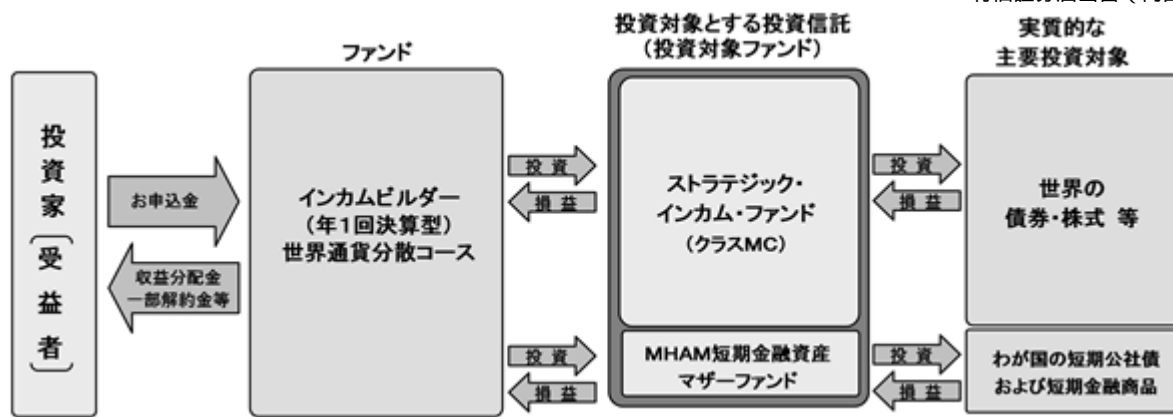 ファンド
投資対象とする投資信託
(投資対象ファンド)
実質的な
主要投資対象
投資家(受益者)
お申込金
収益分配金
一部解約金等
インカムビルダー
(年1回決算型)
世界通貨分散コース
投資
損益
ストラテジック・
インカム・ファンド
(クラスMC)
投資
損益
世界の
債券・株式 等
投資
損益
MHAM短期金融資産
マザーファンド
投資
損益
わが国の短期公社債
および短期金融商品